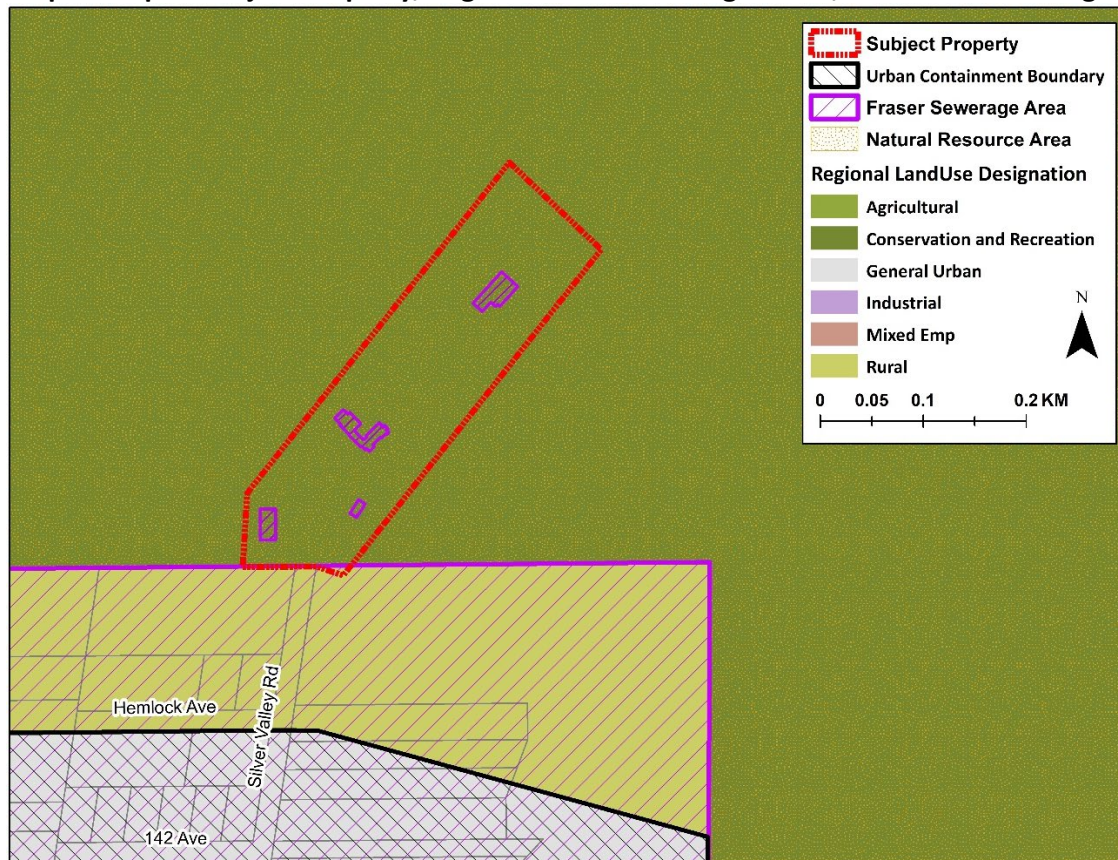 Subject Property
Urban Containment Boundary
Fraser Sewerage Area
Natural Resource Area
Regional LandUse Designation
Agricultural
Conservation and Recreation
General Urban
Industrial
Mixed Emp
Rural
N
0 0.05 0.1 0.2 KM
Hemlock Ave
Silver Valley Rd
142 Ave